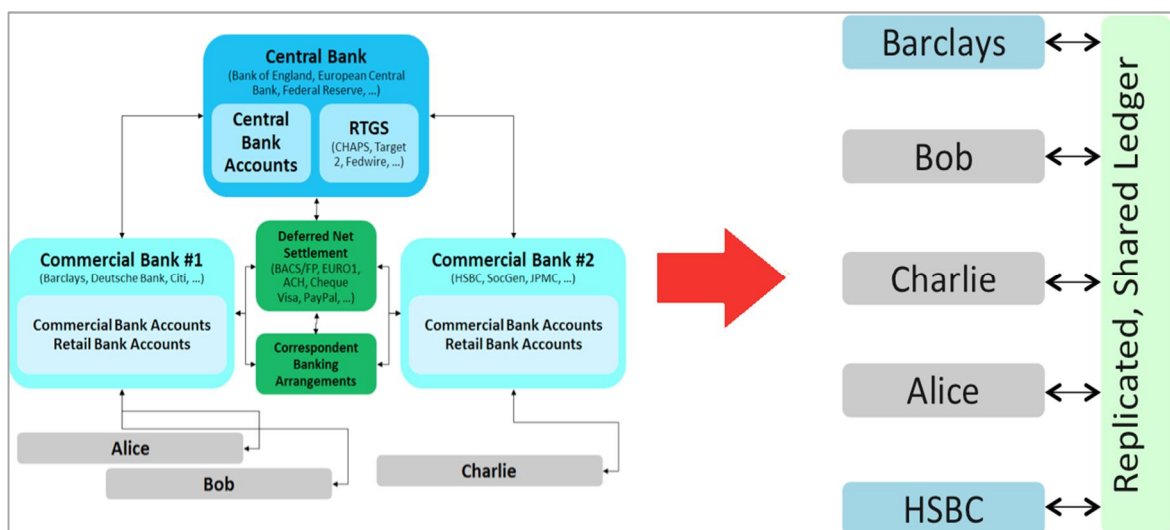 Central Bank
(Bank of England, European Central
Bank, Federal Reserve, ...)
Central
Bank
Accounts
RTGS
(CHAPS, Target
2, Fedwire, ...)
Deferred Net
Settlement
(BACS/FP, EURO1,
ACH, Cheque
Visa, PayPal, ...)
Commercial Bank #1
(Barclays, Deutsche Bank, Citi, ...)
Commercial Bank Accounts
Retail Bank Accounts
Commercial Bank #2
(HSBC, SocGen, JPMC, ...)
Commercial Bank Accounts
Retail Bank Accounts
Correspondent
Banking
Arrangements
Alice
Bob
Charlie
Barclays
Bob
Charlie
Alice
HSBC
Replicated, Shared Ledger